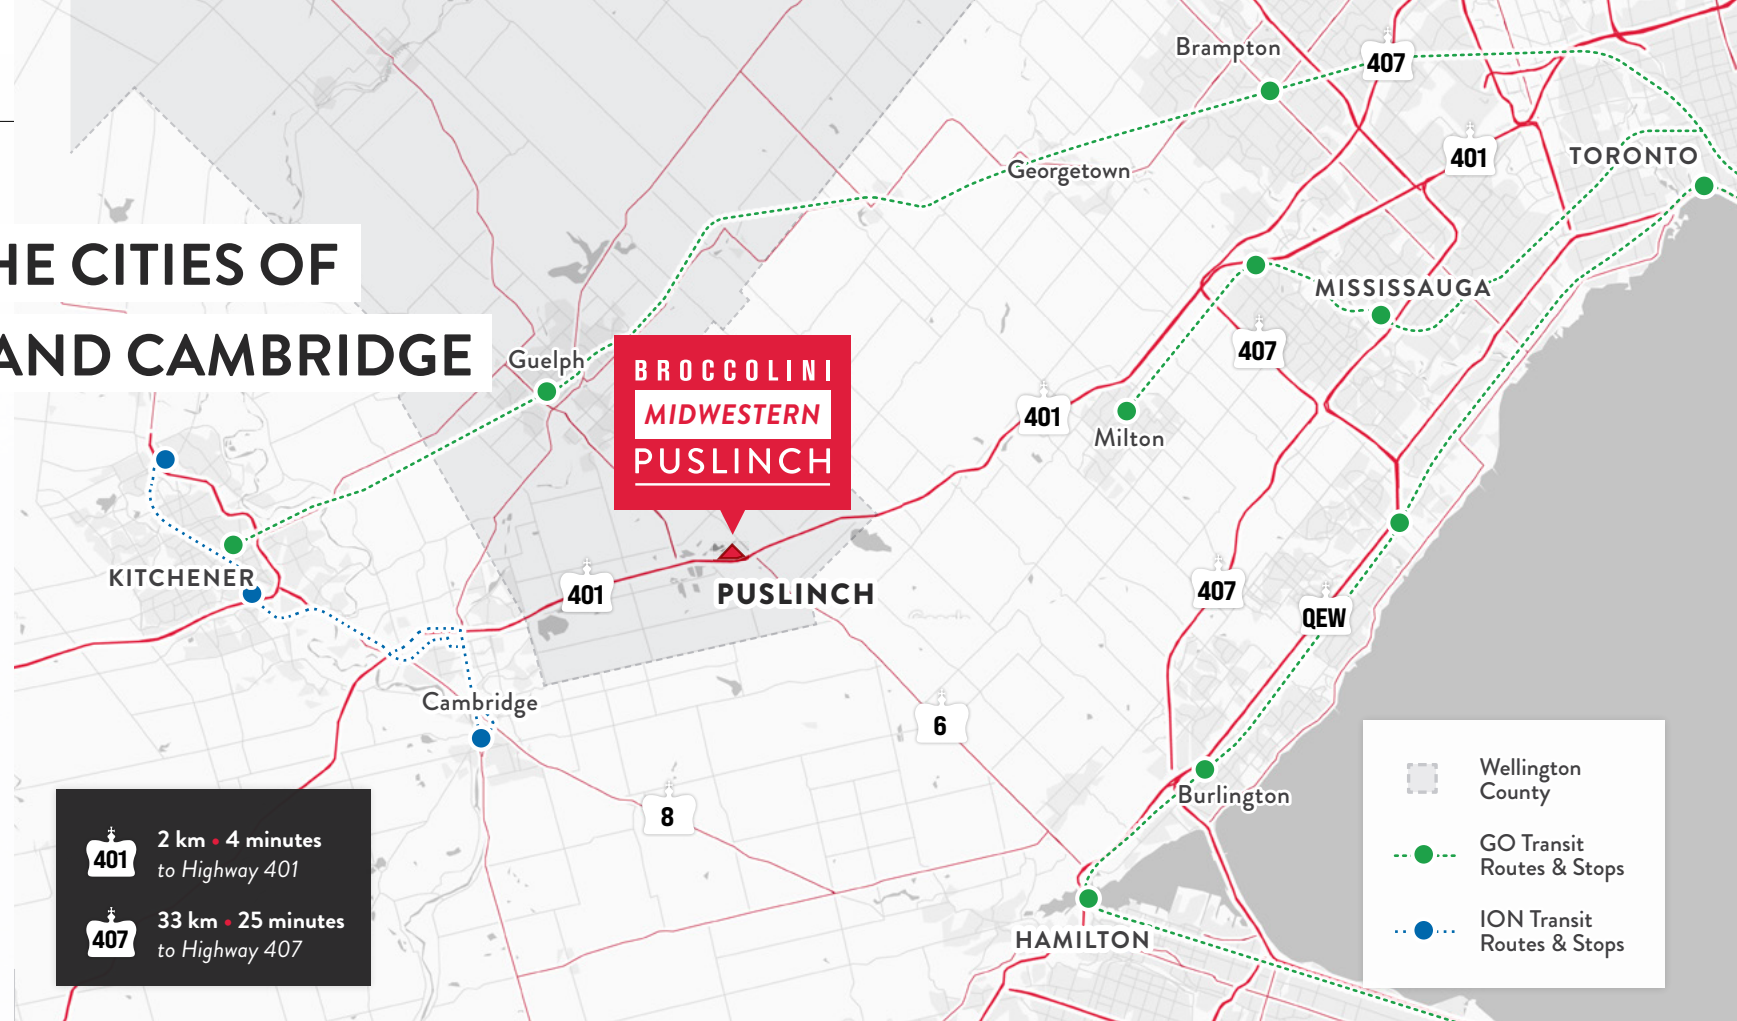 HE CITIES OF
AND CAMBRIDGE
Brampton
407
401
TORONTO
Georgetown
MISSISSAUGA
407
Guelph
BROCCOLINI
MIDWESTERN
PUSLINCH
401
Milton
KITCHENER
401
PUSLINCH
407
QEW
Cambridge
6
8
Burlington
HAMILTON
401
2 km • 4 minutes
to Highway 401
407
33 km • 25 minutes
to Highway 407
Wellington
County
GO Transit
Routes & Stops
ION Transit
Routes & Stops